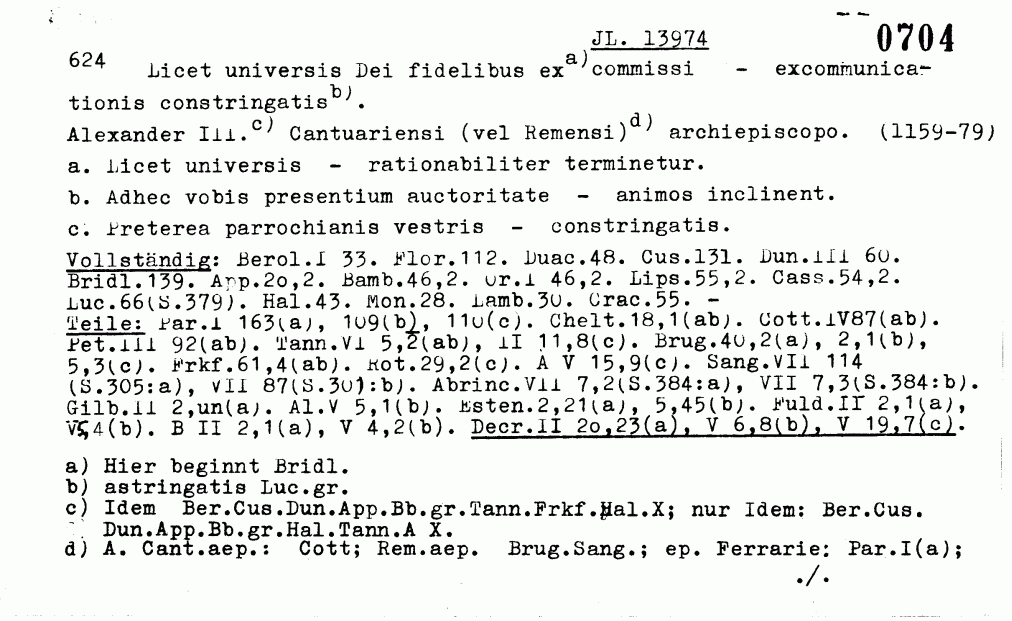 JL. 13974 0704
624 Licet universis Dei fidelibus ex a) commissi - excommunica-
tionis constringatis b).
Alexander III. c) Cantuariensi (vel Remensi) d) archiepiscopo. (1159-79)
a. Licet universis - rationabiliter terminetur.
b. Adhec vobis presentium auctoritate - animos inclinent.
c. Preterea parrochianis vestris - constringatis.
Vollständig: Berol.I 33. Flor.112. Duac.48. Cus.131. Dun.III 60.
Bridl.139. App.2o,2. Bamb.46,2. Or.I 46,2. Lips.55,2. Cass.54,2.
Luc.66(S.379). Hal.43. Mon.28. Lamb.30. Crac.55. -
Teile: Par.I 163(a), 109(b), 110(c). Chelt.18,1(ab). Cott.IV87(ab).
Pet.III 92(ab). Tann.VI 5,2(ab), II 11,8(c). Brug.40,2(a), 2,1(b),
5,3(c). Frkf.61,4(ab). Rot.29,2(c). A V 15,9(c). Sang.VII 114
(S.305:a), VII 87(S.301:b). Abrinc.VII 7,2(S.384:a), VII 7,3(S.384:b).
Gilb.II 2,un(a). Al.V 5,1(b). Esten.2,21(a), 5,45(b). Fuld.II 2,1(a),
V 4(b). B II 2,1(a), V 4,2(b). Decr.II 2o,23(a), V 6,8(b), V 19,7(c).
a) Hier beginnt Bridl.
b) astringatis Luc.gr.
c) Idem Ber.Cus.Dun.App.Bb.gr.Tann.Frkf.Hal.X; nur Idem: Ber.Cus.
Dun.App.Bb.gr.Hal.Tann.A X.
d) A. Cant.aep.: Cott; Rem.aep. Brug.Sang.; ep. Ferrarie: Par.I(a);
./.